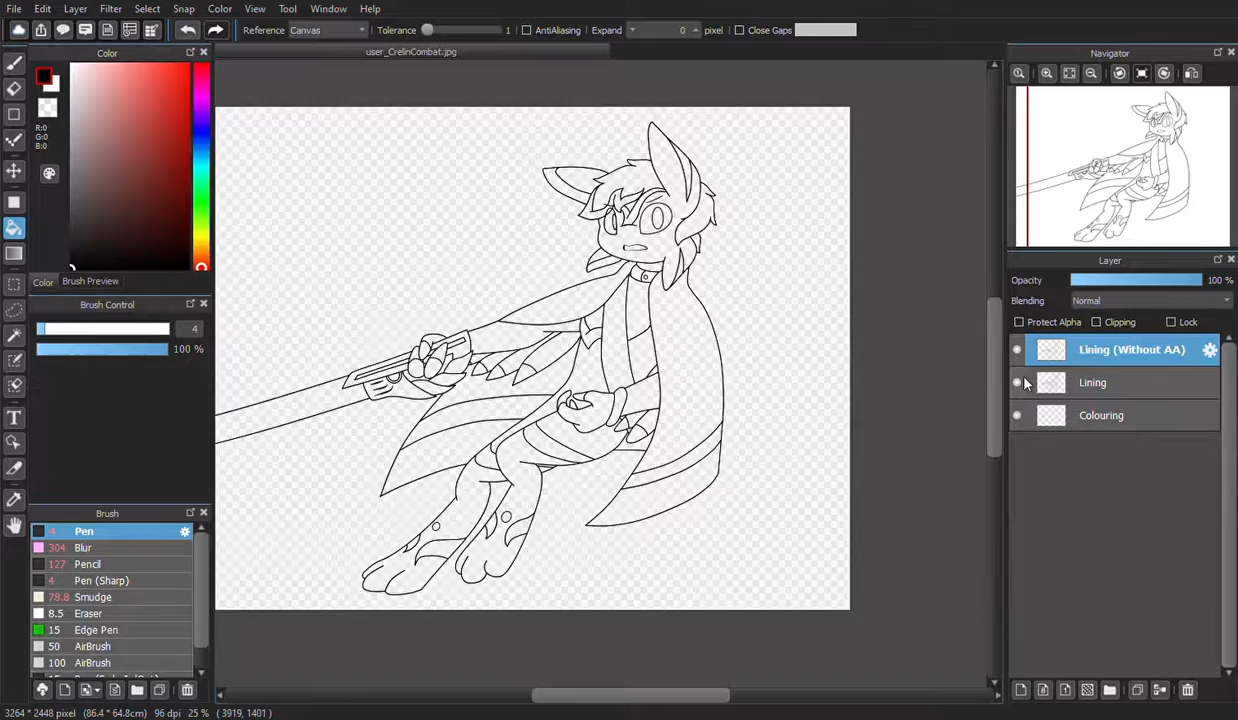 File Edit Layer Filter Select Snap Color View Tool Window Help
Reference Canvas Tolerance 1 AntiAliasing Expand 0 pixel Close Gaps
user_CrelinCombat.jpg
Color
R:0
G:0
B:0
Color Brush Preview
Brush Control
4
100 %
Brush
4 Pen
304 Blur
127 Pencil
4 Pen (Sharp)
78.8 Smudge
8.5 Eraser
15 Edge Pen
50 AirBrush
100 AirBrush
3264 * 2448 pixel (86.4 * 64.8cm) 96 dpi 25 % ( 3919, 1401 )
Navigator
Layer
Opacity 100 %
Blending Normal
Protect Alpha Clipping Lock
Lining (Without AA)
Lining
Colouring